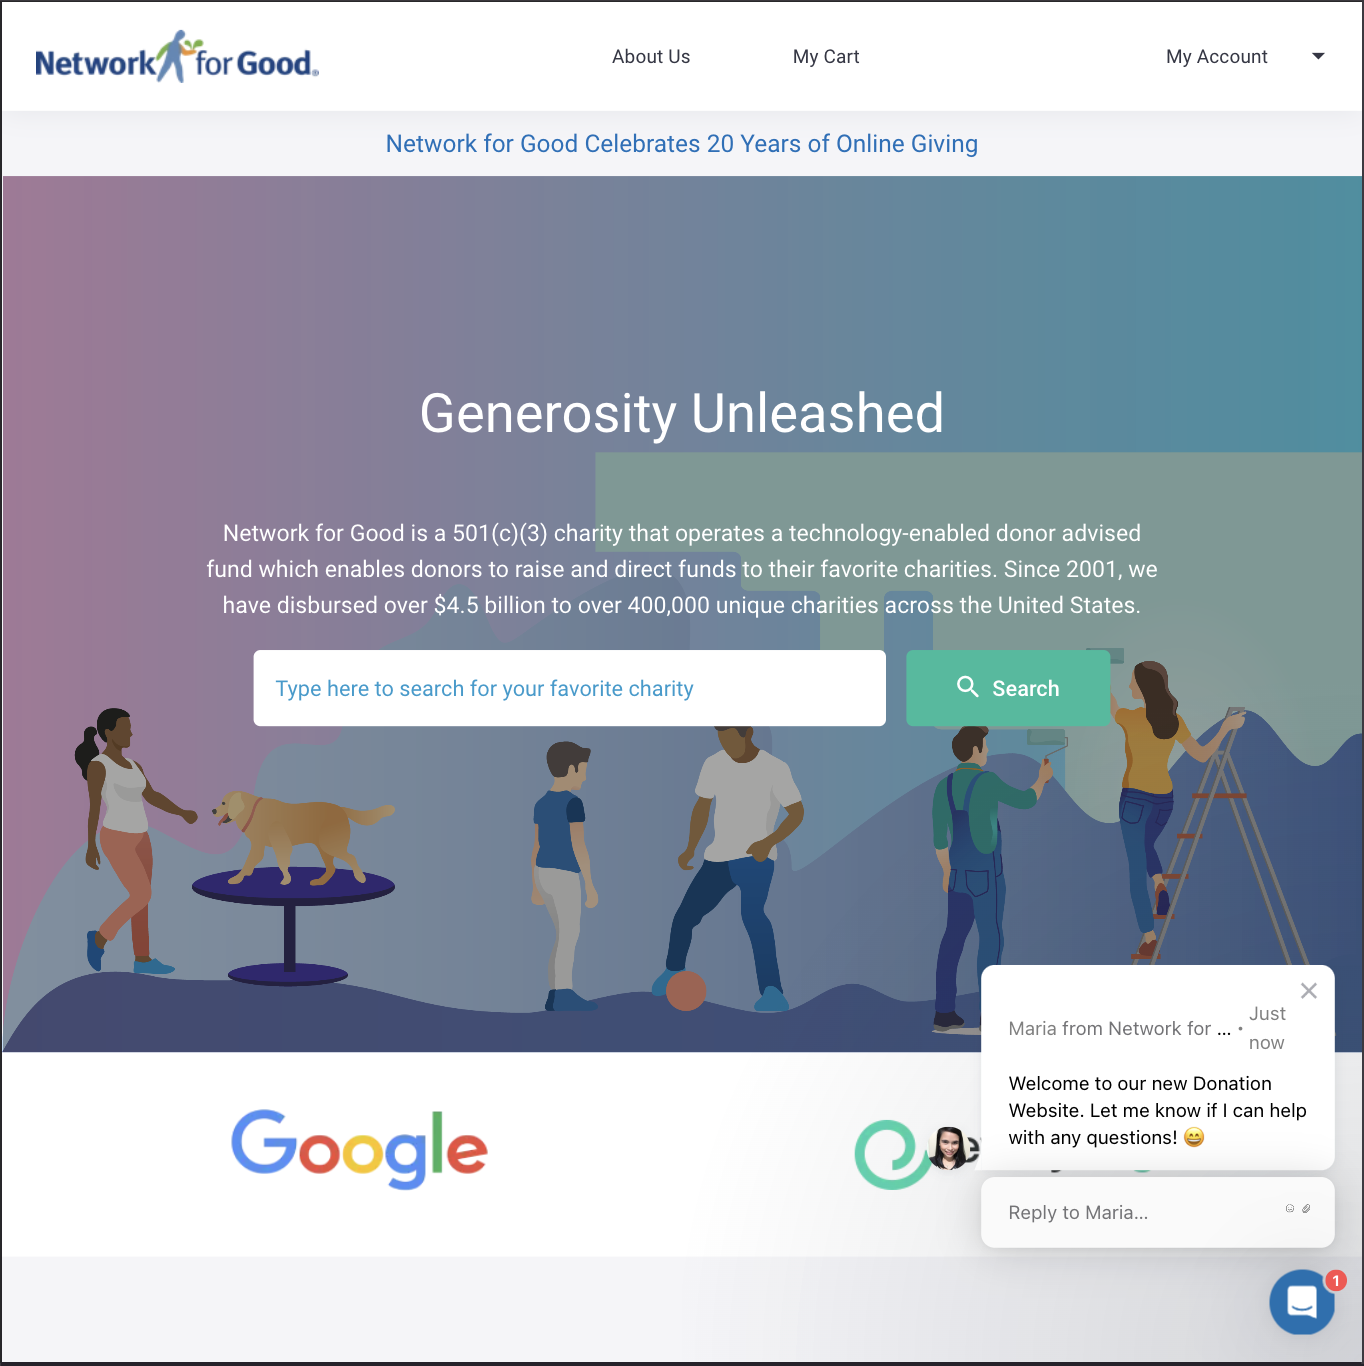 Network for Good®
About Us
My Cart
My Account
Network for Good Celebrates 20 Years of Online Giving
Generosity Unleashed
Network for Good is a 501(c)(3) charity that operates a technology-enabled donor advised
fund which enables donors to raise and direct funds to their favorite charities. Since 2001, we
have disbursed over $4.5 billion to over 400,000 unique charities across the United States.
Type here to search for your favorite charity
Search
Google
Maria from Network for ... · Just
now
Welcome to our new Donation
Website. Let me know if I can help
with any questions! 😄
Reply to Maria...
1